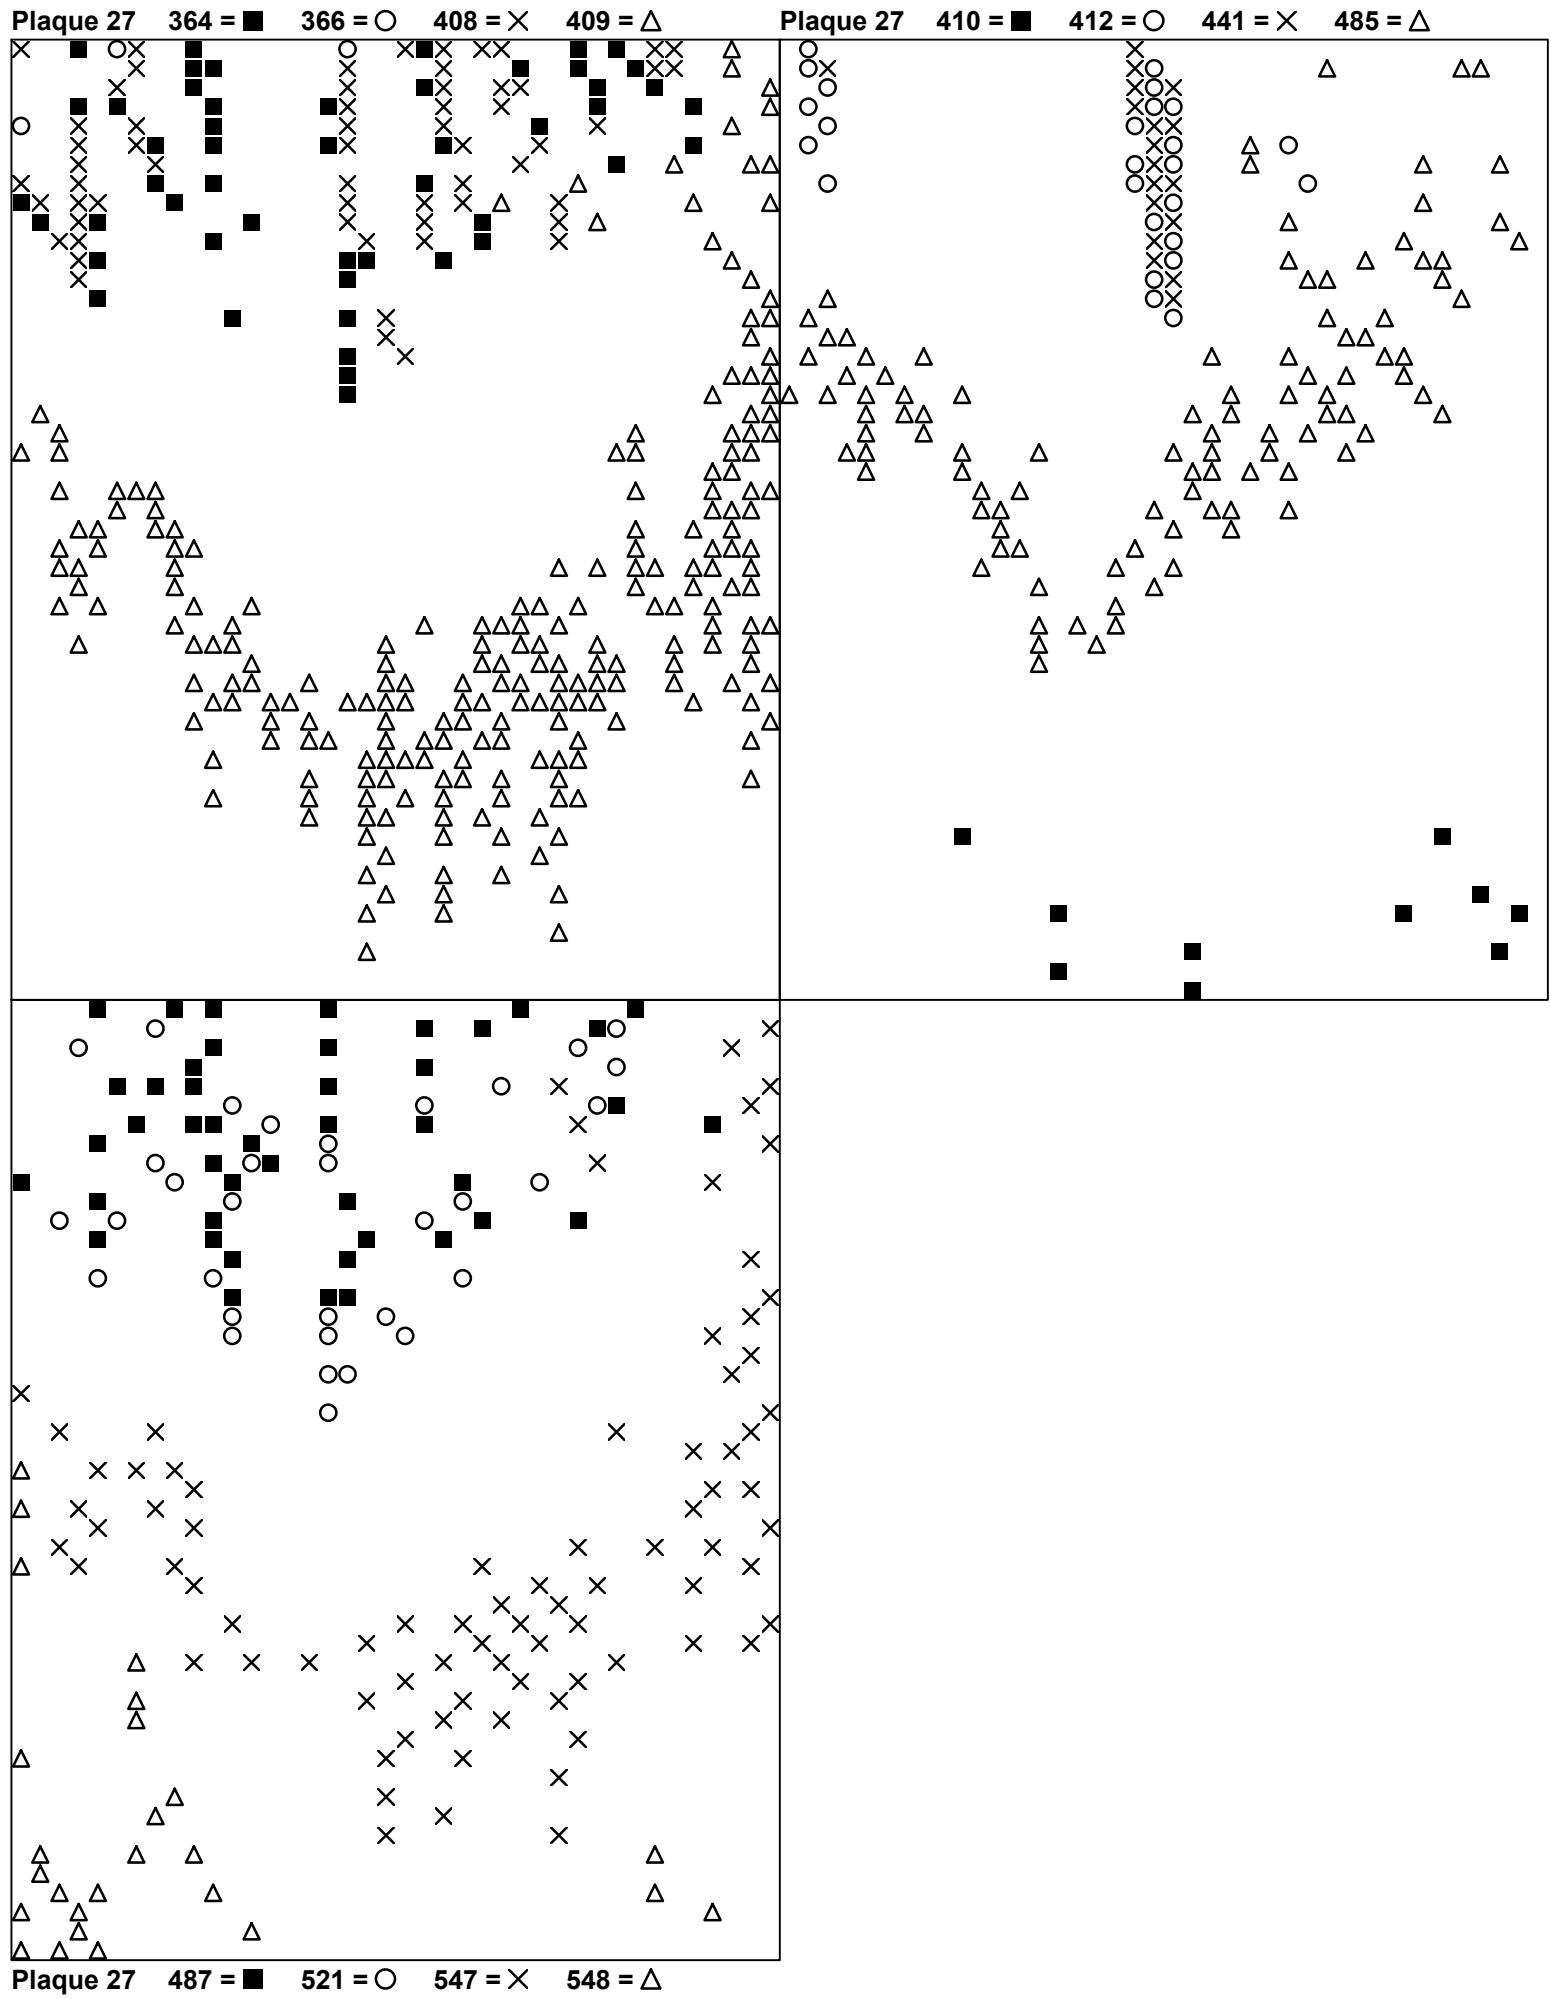 Plaque 27 364 = ■ 366 = ○ 408 = × 409 = △
Plaque 27 410 = ■ 412 = ○ 441 = × 485 = △
Plaque 27 487 = ■ 521 = ○ 547 = × 548 = △